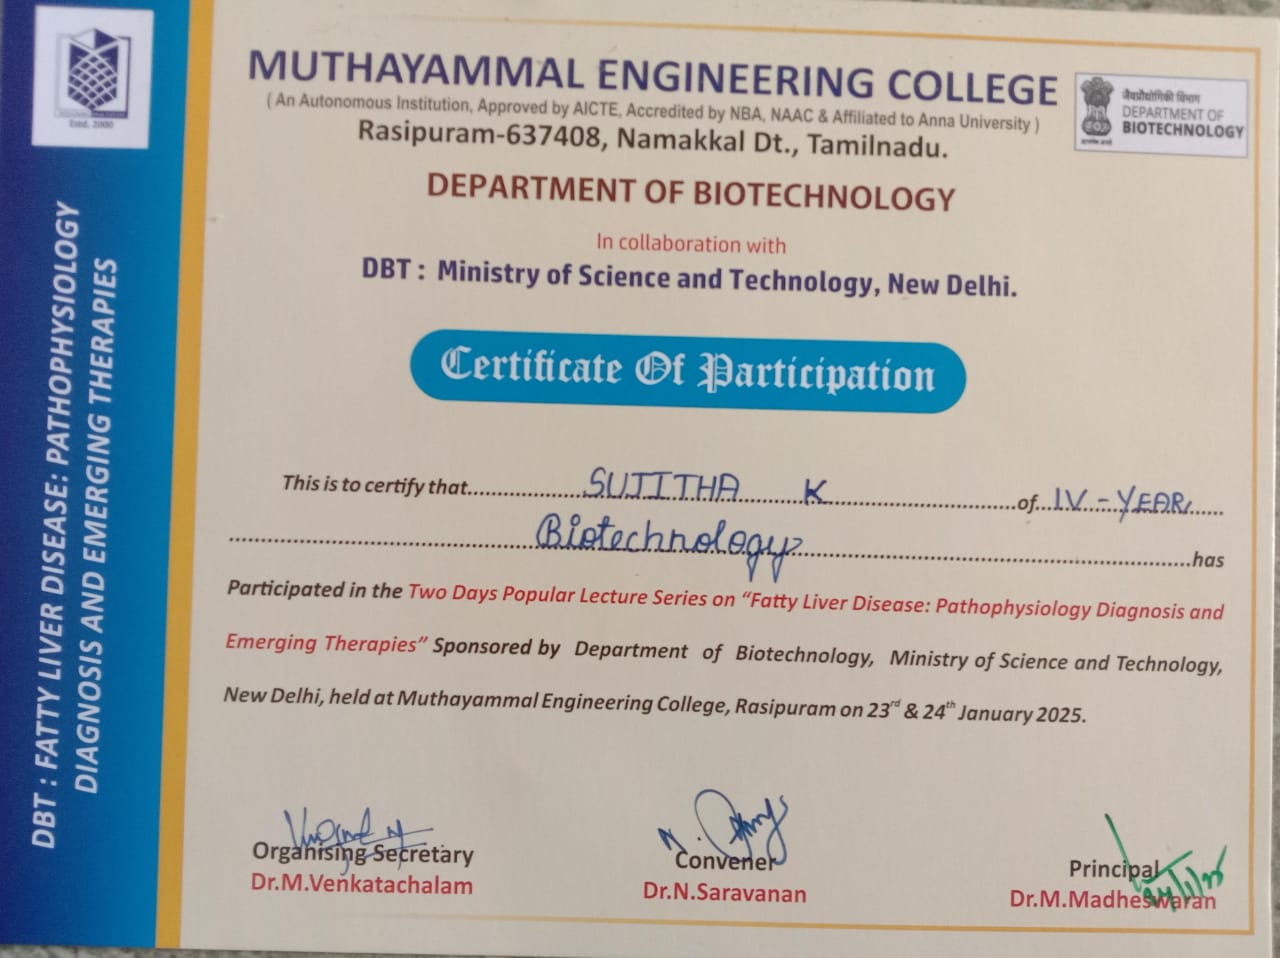 Estd. 2000
MUTHAYAMMAL ENGINEERING COLLEGE
( An Autonomous Institution, Approved by AICTE, Accredited by NBA, NAAC & Affiliated to Anna University )
Rasipuram-637408, Namakkal Dt., Tamilnadu.
जैवप्रौद्योगिकी विभाग
DEPARTMENT OF
BIOTECHNOLOGY
DEPARTMENT OF BIOTECHNOLOGY
In collaboration with
DBT : Ministry of Science and Technology, New Delhi.
Certificate Of Participation
This is to certify that SUJITHA K of IV - YEAR
Biotechnology has
Participated in the Two Days Popular Lecture Series on “Fatty Liver Disease: Pathophysiology Diagnosis and
Emerging Therapies” Sponsored by Department of Biotechnology, Ministry of Science and Technology,
New Delhi, held at Muthayammal Engineering College, Rasipuram on 23rd & 24th January 2025.
Organising Secretary
Dr.M.Venkatachalam
Convener
Dr.N.Saravanan
Principal
Dr.M.Madheswaran
DBT : FATTY LIVER DISEASE: PATHOPHYSIOLOGY
DIAGNOSIS AND EMERGING THERAPIES